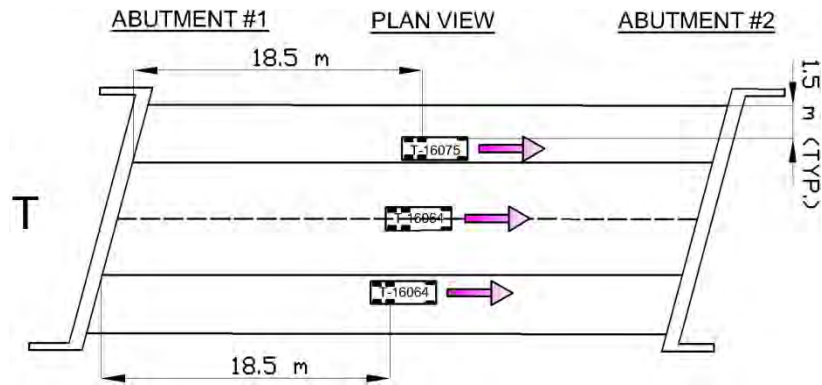 ABUTMENT #1 PLAN VIEW ABUTMENT #2
18.5 m
1.5 m (TYP.)
T-16075
T
T-16064
T-16064
18.5 m